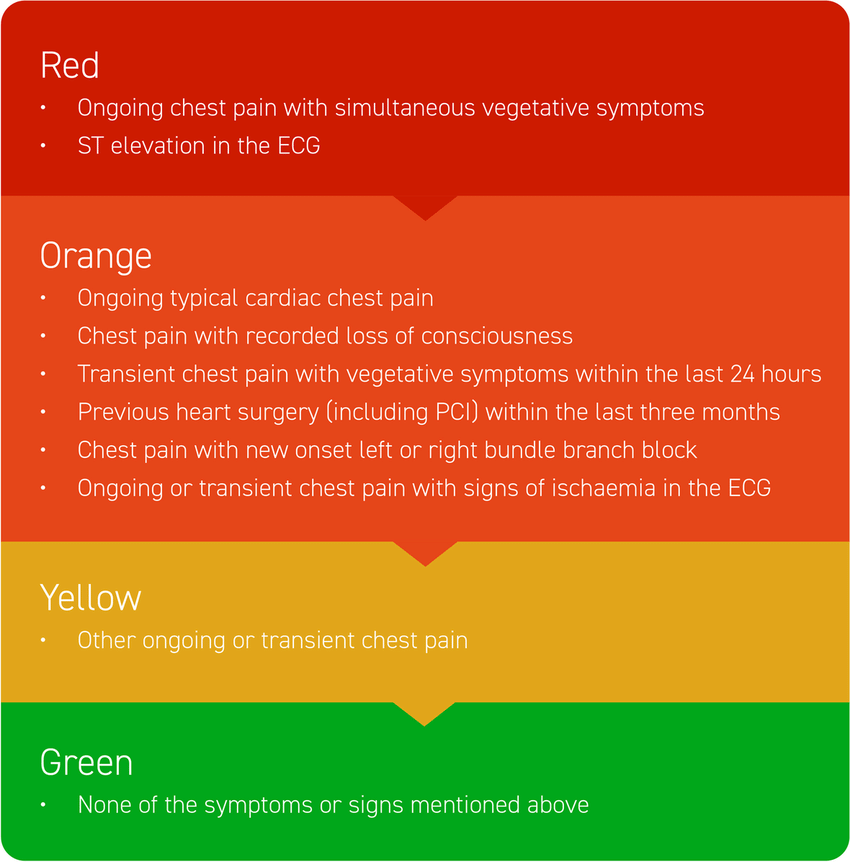 Red
• Ongoing chest pain with simultaneous vegetative symptoms
• ST elevation in the ECG
Orange
• Ongoing typical cardiac chest pain
• Chest pain with recorded loss of consciousness
• Transient chest pain with vegetative symptoms within the last 24 hours
• Previous heart surgery (including PCI) within the last three months
• Chest pain with new onset left or right bundle branch block
• Ongoing or transient chest pain with signs of ischaemia in the ECG
Yellow
• Other ongoing or transient chest pain
Green
• None of the symptoms or signs mentioned above